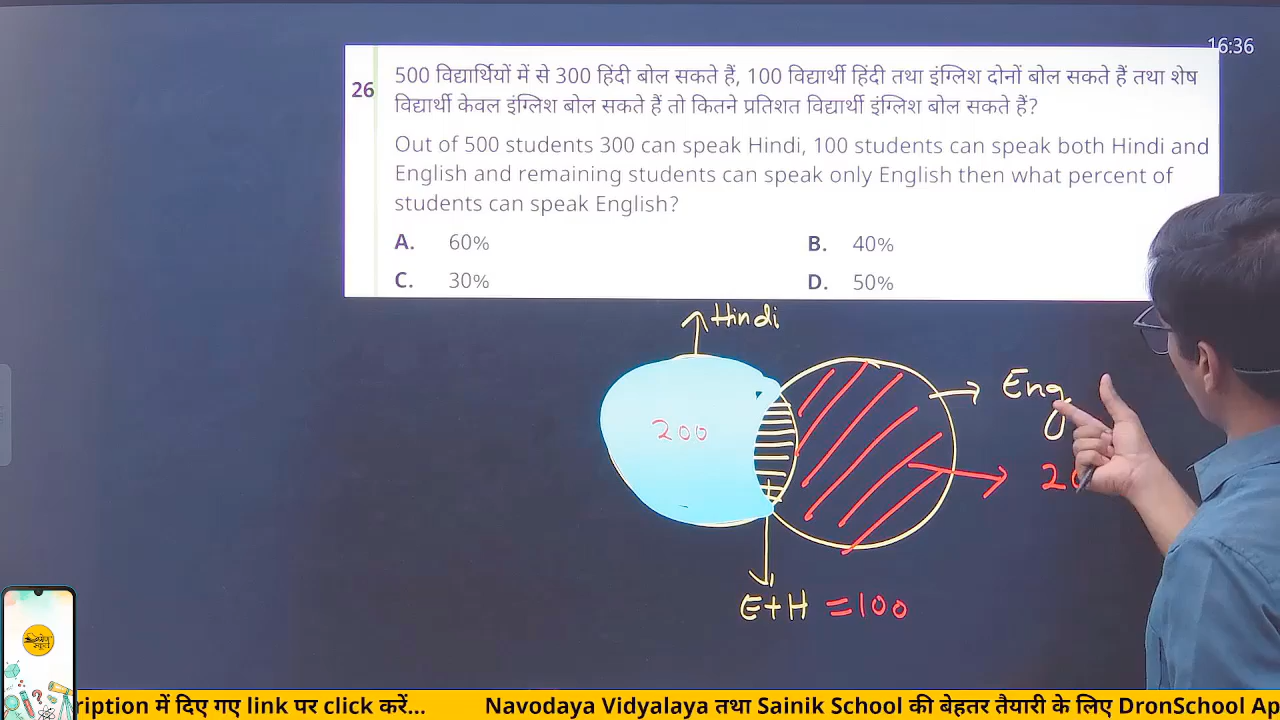 16:36
26
500 विद्यार्थियों में से 300 हिंदी बोल सकते हैं, 100 विद्यार्थी हिंदी तथा इंग्लिश दोनों बोल सकते हैं तथा शेष
विद्यार्थी केवल इंग्लिश बोल सकते हैं तो कितने प्रतिशत विद्यार्थी इंग्लिश बोल सकते हैं?
Out of 500 students 300 can speak Hindi, 100 students can speak both Hindi and
English and remaining students can speak only English then what percent of
students can speak English?
A. 60%
B. 40%
C. 30%
D. 50%
Hindi
200
Eng
E+H =100
ription में दिए गए link पर click करें... Navodaya Vidyalaya तथा Sainik School की बेहतर तैयारी के लिए DronSchool Ap